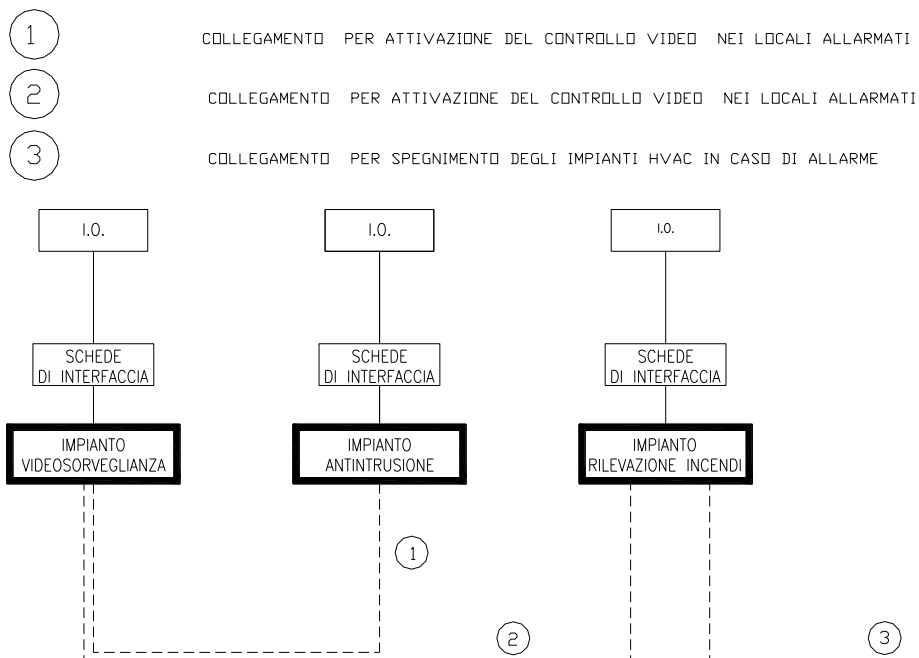 1 COLLEGAMENTO PER ATTIVAZIONE DEL CONTROLLO VIDEO NEI LOCALI ALLARMATI
2 COLLEGAMENTO PER ATTIVAZIONE DEL CONTROLLO VIDEO NEI LOCALI ALLARMATI
3 COLLEGAMENTO PER SPEGNIMENTO DEGLI IMPIANTI HVAC IN CASO DI ALLARME
I.O.
I.O.
I.O.
SCHEDE
DI INTERFACCIA
SCHEDE
DI INTERFACCIA
SCHEDE
DI INTERFACCIA
IMPIANTO
VIDEOSORVEGLIANZA
IMPIANTO
ANTINTRUSIONE
IMPIANTO
RILEVAZIONE INCENDI
1
2
3